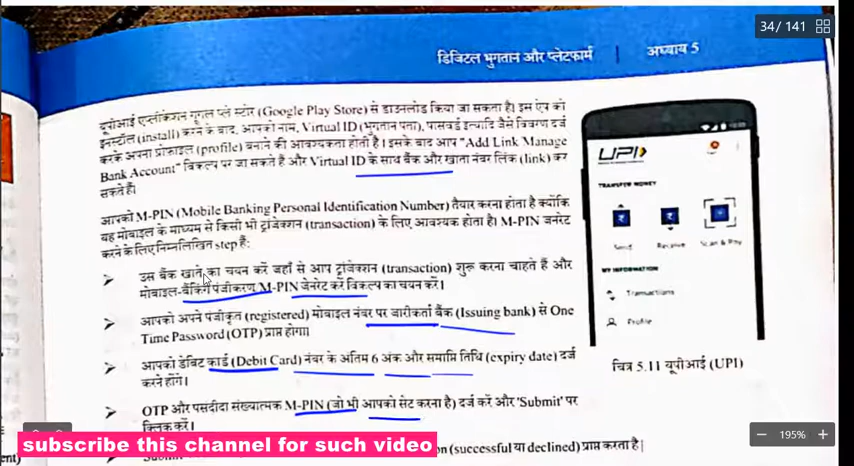 34 / 141
डिजिटल भुगतान और प्लेटफार्म | अध्याय 5
यूपीआई एप्लीकेशन गूगल प्ले स्टोर (Google Play Store) से डाउनलोड किया जा सकता है। इस ऐप को
इनस्टॉल (install) करने के बाद, आपको नाम, Virtual ID (भुगतान पता), पासवर्ड इत्यादि जैसे विवरण दर्ज
करके अपना प्रोफ़ाइल (profile) बनाने की आवश्यकता होती है। इसके बाद आप "Add Link Manage
Bank Account" विकल्प पर जा सकते हैं और Virtual ID के साथ बैंक और खाता नंबर लिंक (link) कर
सकते हैं।
आपको M-PIN (Mobile Banking Personal Identification Number) तैयार करना होता है क्योंकि
यह मोबाइल के माध्यम से किसी भी ट्रांजेक्शन (transaction) के लिए आवश्यक होता है। M-PIN जनरेट
करने के लिए निम्नलिखित step हैं:
➢ उस बैंक खाते का चयन करें जहाँ से आप ट्रांजेक्शन (transaction) शुरू करना चाहते हैं और
मोबाइल-बैंकिंग पंजीकरण M-PIN जेनरेट करें विकल्प का चयन करें।
➢ आपको अपने पंजीकृत (registered) मोबाइल नंबर पर जारीकर्ता बैंक (Issuing bank) से One
Time Password (OTP) प्राप्त होगा।
➢ आपको डेबिट कार्ड (Debit Card) नंबर के अंतिम 6 अंक और समाप्ति तिथि (expiry date) दर्ज
करने होंगे।
➢ OTP और पसंदीदा संख्यात्मक M-PIN (जो भी आपको सेट करना है) दर्ज करें और 'Submit' पर
क्लिक करें।
on (successful या declined) प्राप्त करता है|
UPI
TRANSFER MONEY
Send Receive Scan & Pay
MY INFORMATION
Transactions
Profile
चित्र 5.11 यूपीआई (UPI)
195%
subscribe this channel for such video